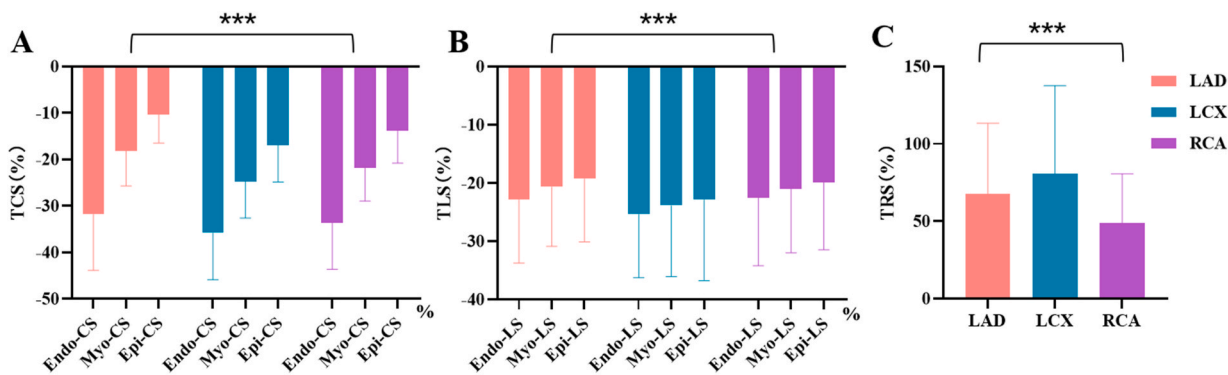 A
***
TCS (%)
0
-10
-20
-30
-40
-50
Endo-CS
Myo-CS
Epi-CS
Endo-CS
Myo-CS
Epi-CS
Endo-CS
Myo-CS
Epi-CS
%
B
***
TLS (%)
0
-10
-20
-30
-40
Endo-LS
Myo-LS
Epi-LS
Endo-LS
Myo-LS
Epi-LS
Endo-LS
Myo-LS
Epi-LS
%
C
***
TRS (%)
150
100
50
0
LAD
LCX
RCA
LAD
LCX
RCA